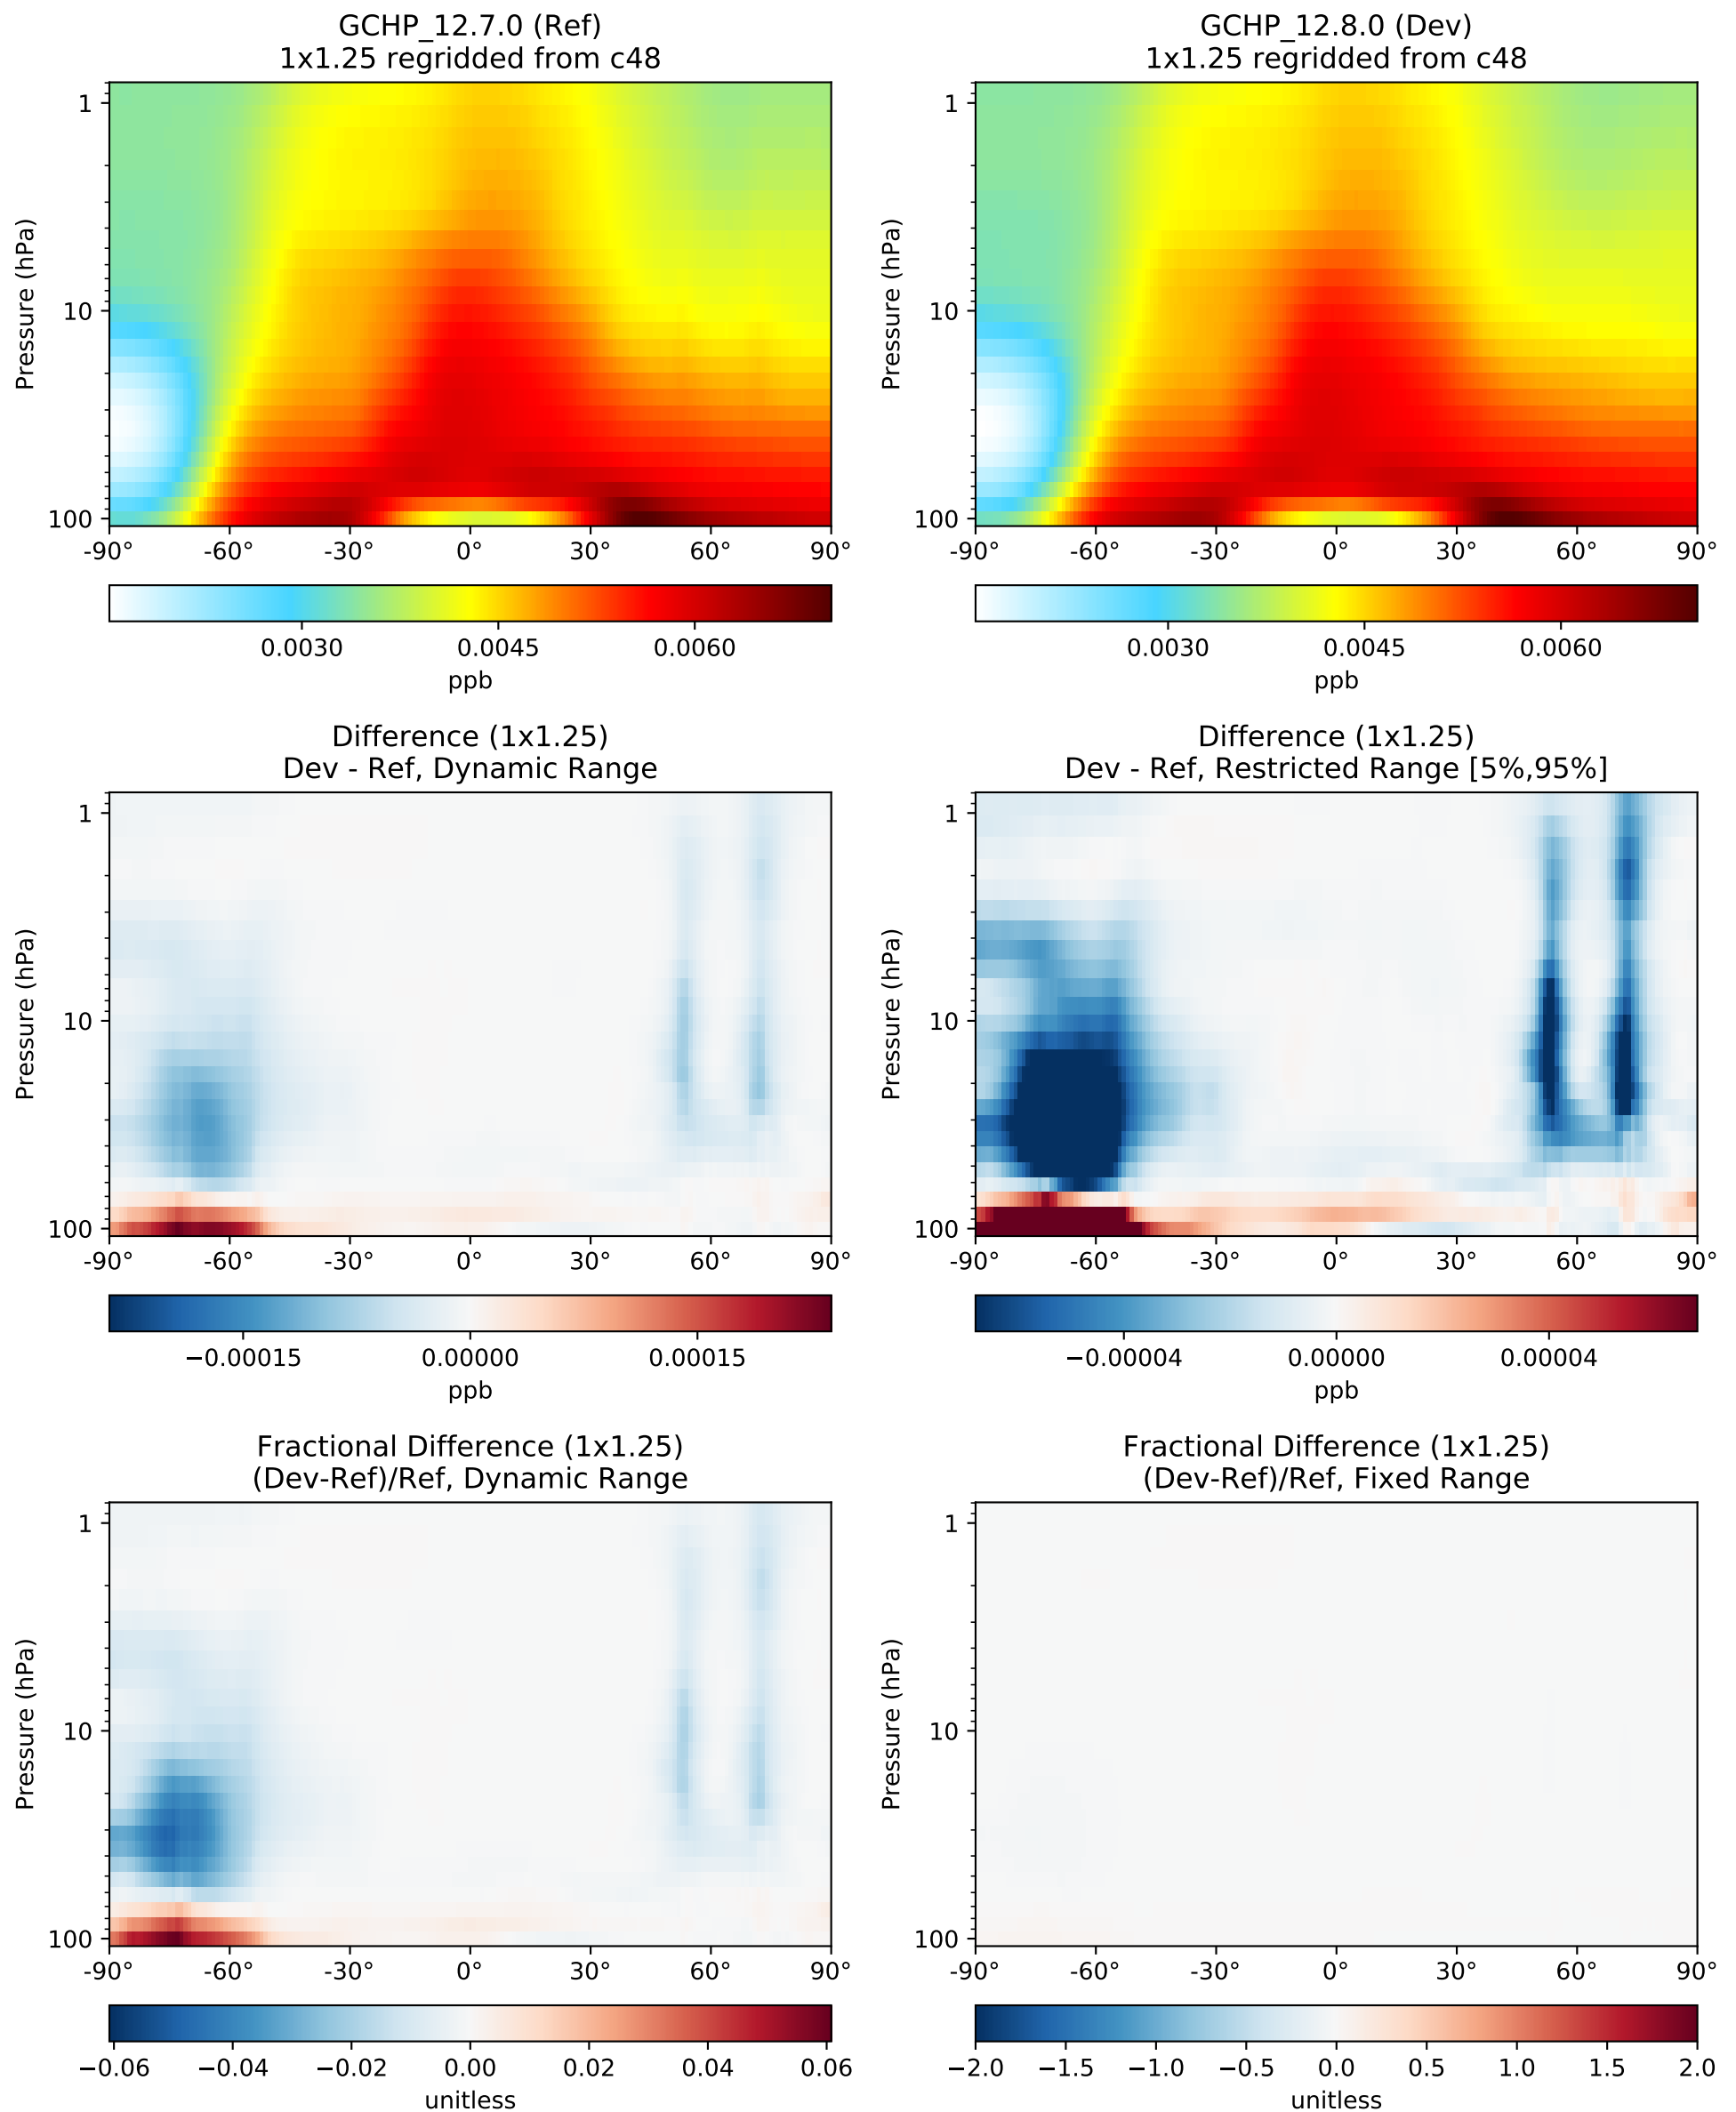 GCHP_12.7.0 (Ref)
1x1.25 regridded from c48
Pressure (hPa)
1
10
100
-90° -60° -30° 0° 30° 60° 90°
0.0030 0.0045 0.0060
ppb
GCHP_12.8.0 (Dev)
1x1.25 regridded from c48
Pressure (hPa)
1
10
100
-90° -60° -30° 0° 30° 60° 90°
0.0030 0.0045 0.0060
ppb
Difference (1x1.25)
Dev - Ref, Dynamic Range
Pressure (hPa)
1
10
100
-90° -60° -30° 0° 30° 60° 90°
−0.00015 0.00000 0.00015
ppb
Difference (1x1.25)
Dev - Ref, Restricted Range [5%,95%]
Pressure (hPa)
1
10
100
-90° -60° -30° 0° 30° 60° 90°
−0.00004 0.00000 0.00004
ppb
Fractional Difference (1x1.25)
(Dev-Ref)/Ref, Dynamic Range
Pressure (hPa)
1
10
100
-90° -60° -30° 0° 30° 60° 90°
−0.06 −0.04 −0.02 0.00 0.02 0.04 0.06
unitless
Fractional Difference (1x1.25)
(Dev-Ref)/Ref, Fixed Range
Pressure (hPa)
1
10
100
-90° -60° -30° 0° 30° 60° 90°
−2.0 −1.5 −1.0 −0.5 0.0 0.5 1.0 1.5 2.0
unitless